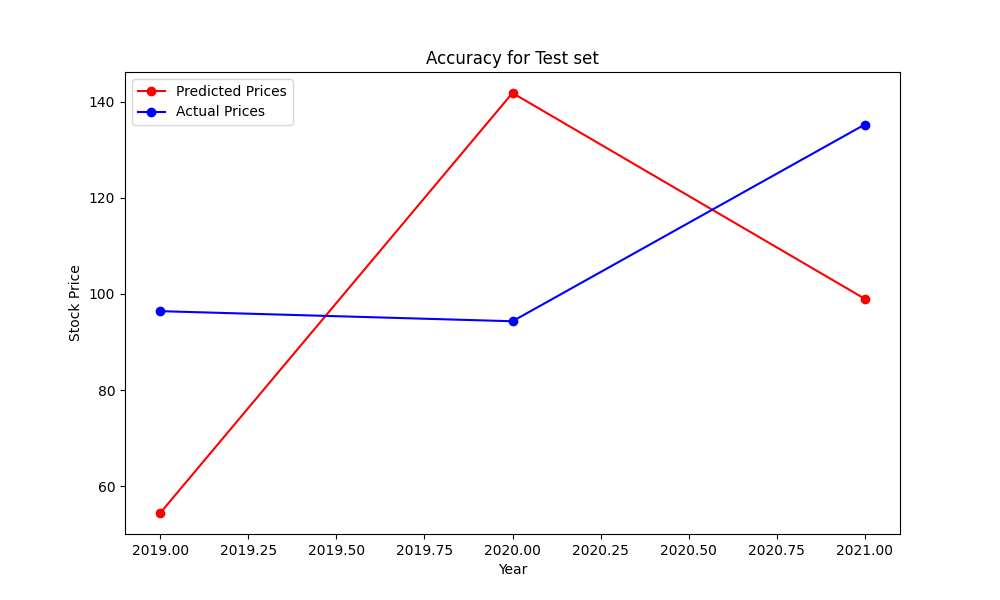 Accuracy for Test set
Predicted Prices
Actual Prices
140
120
100
80
60
Stock Price
2019.00 2019.25 2019.50 2019.75 2020.00 2020.25 2020.50 2020.75 2021.00
Year